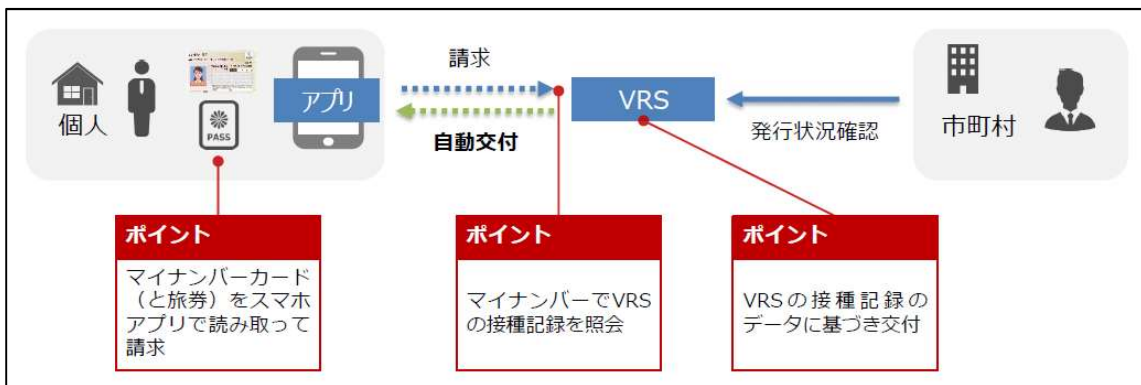 個人
PASS
アプリ
請求
自動交付
VRS
発行状況確認
市町村
ポイント
マイナンバーカード
（と旅券）をスマホ
アプリで読み取って
請求
ポイント
マイナンバーでVRS
の接種記録を照会
ポイント
VRSの接種記録の
データに基づき交付